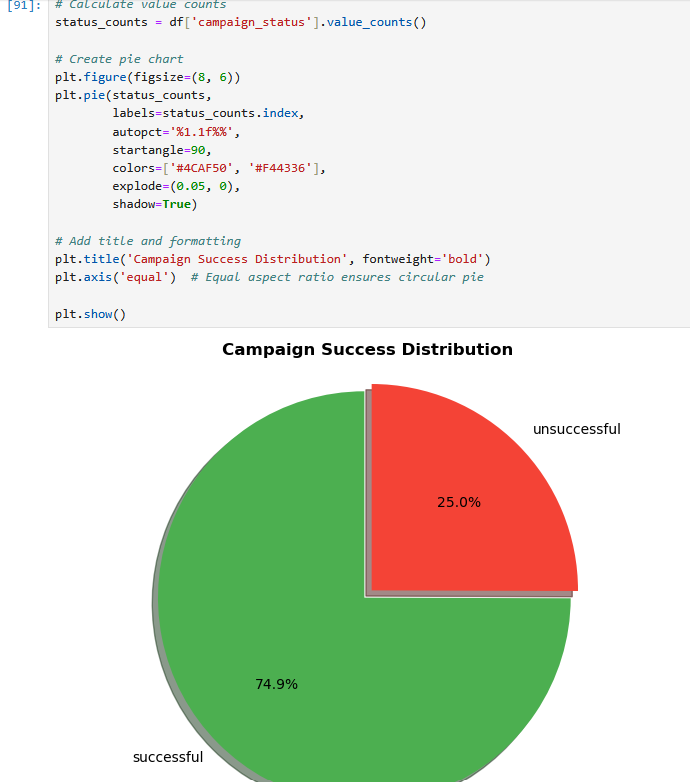 [91]: # Calculate value counts
status_counts = df['campaign_status'].value_counts()
# Create pie chart
plt.figure(figsize=(8, 6))
plt.pie(status_counts,
labels=status_counts.index,
autopct='%1.1f%%',
startangle=90,
colors=['#4CAF50', '#F44336'],
explode=(0.05, 0),
shadow=True)
# Add title and formatting
plt.title('Campaign Success Distribution', fontweight='bold')
plt.axis('equal')  # Equal aspect ratio ensures circular pie
plt.show()
Campaign Success Distribution
unsuccessful
25.0%
74.9%
successful